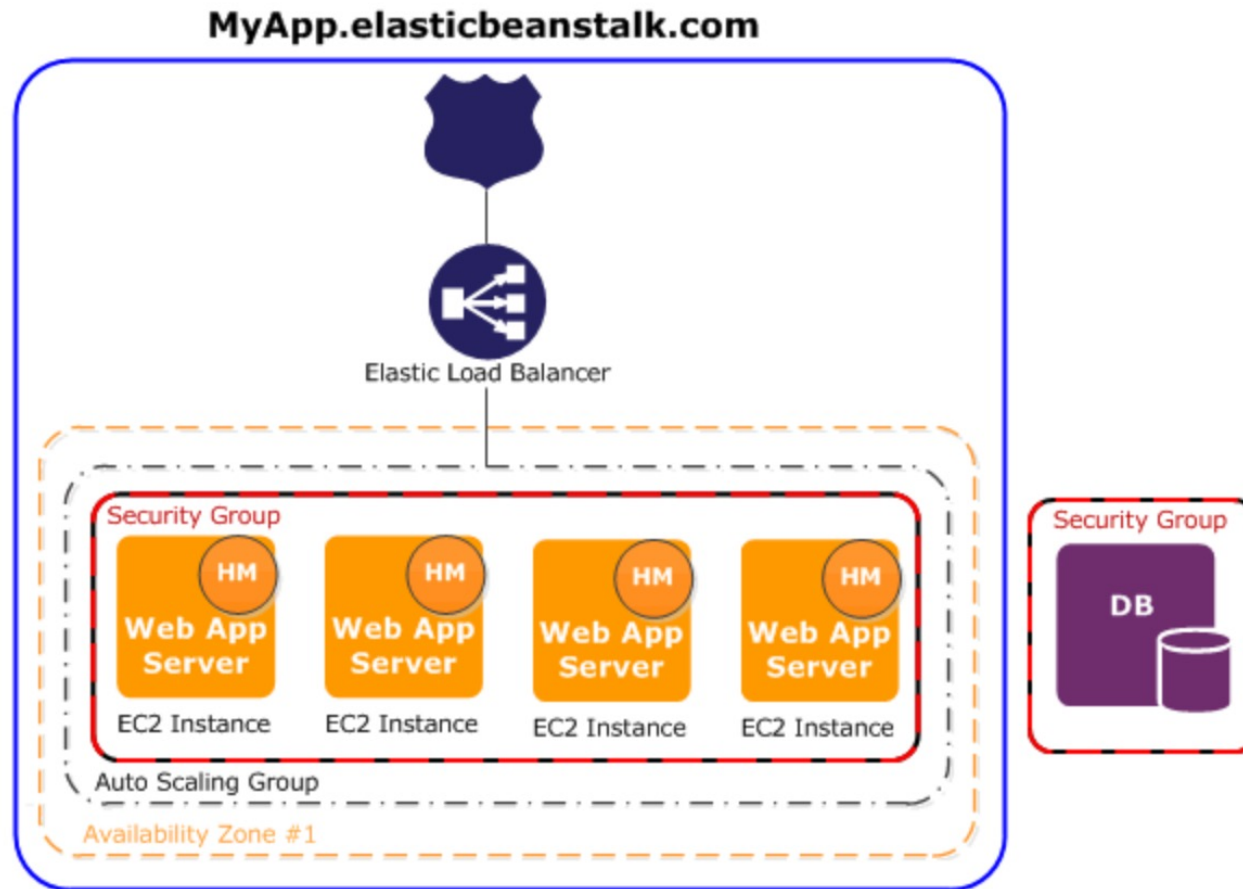 MyApp.elasticbeanstalk.com
Elastic Load Balancer
Security Group
HM
Web App
Server
EC2 Instance
HM
Web App
Server
EC2 Instance
HM
Web App
Server
EC2 Instance
HM
Web App
Server
EC2 Instance
Auto Scaling Group
Availability Zone #1
Security Group
DB